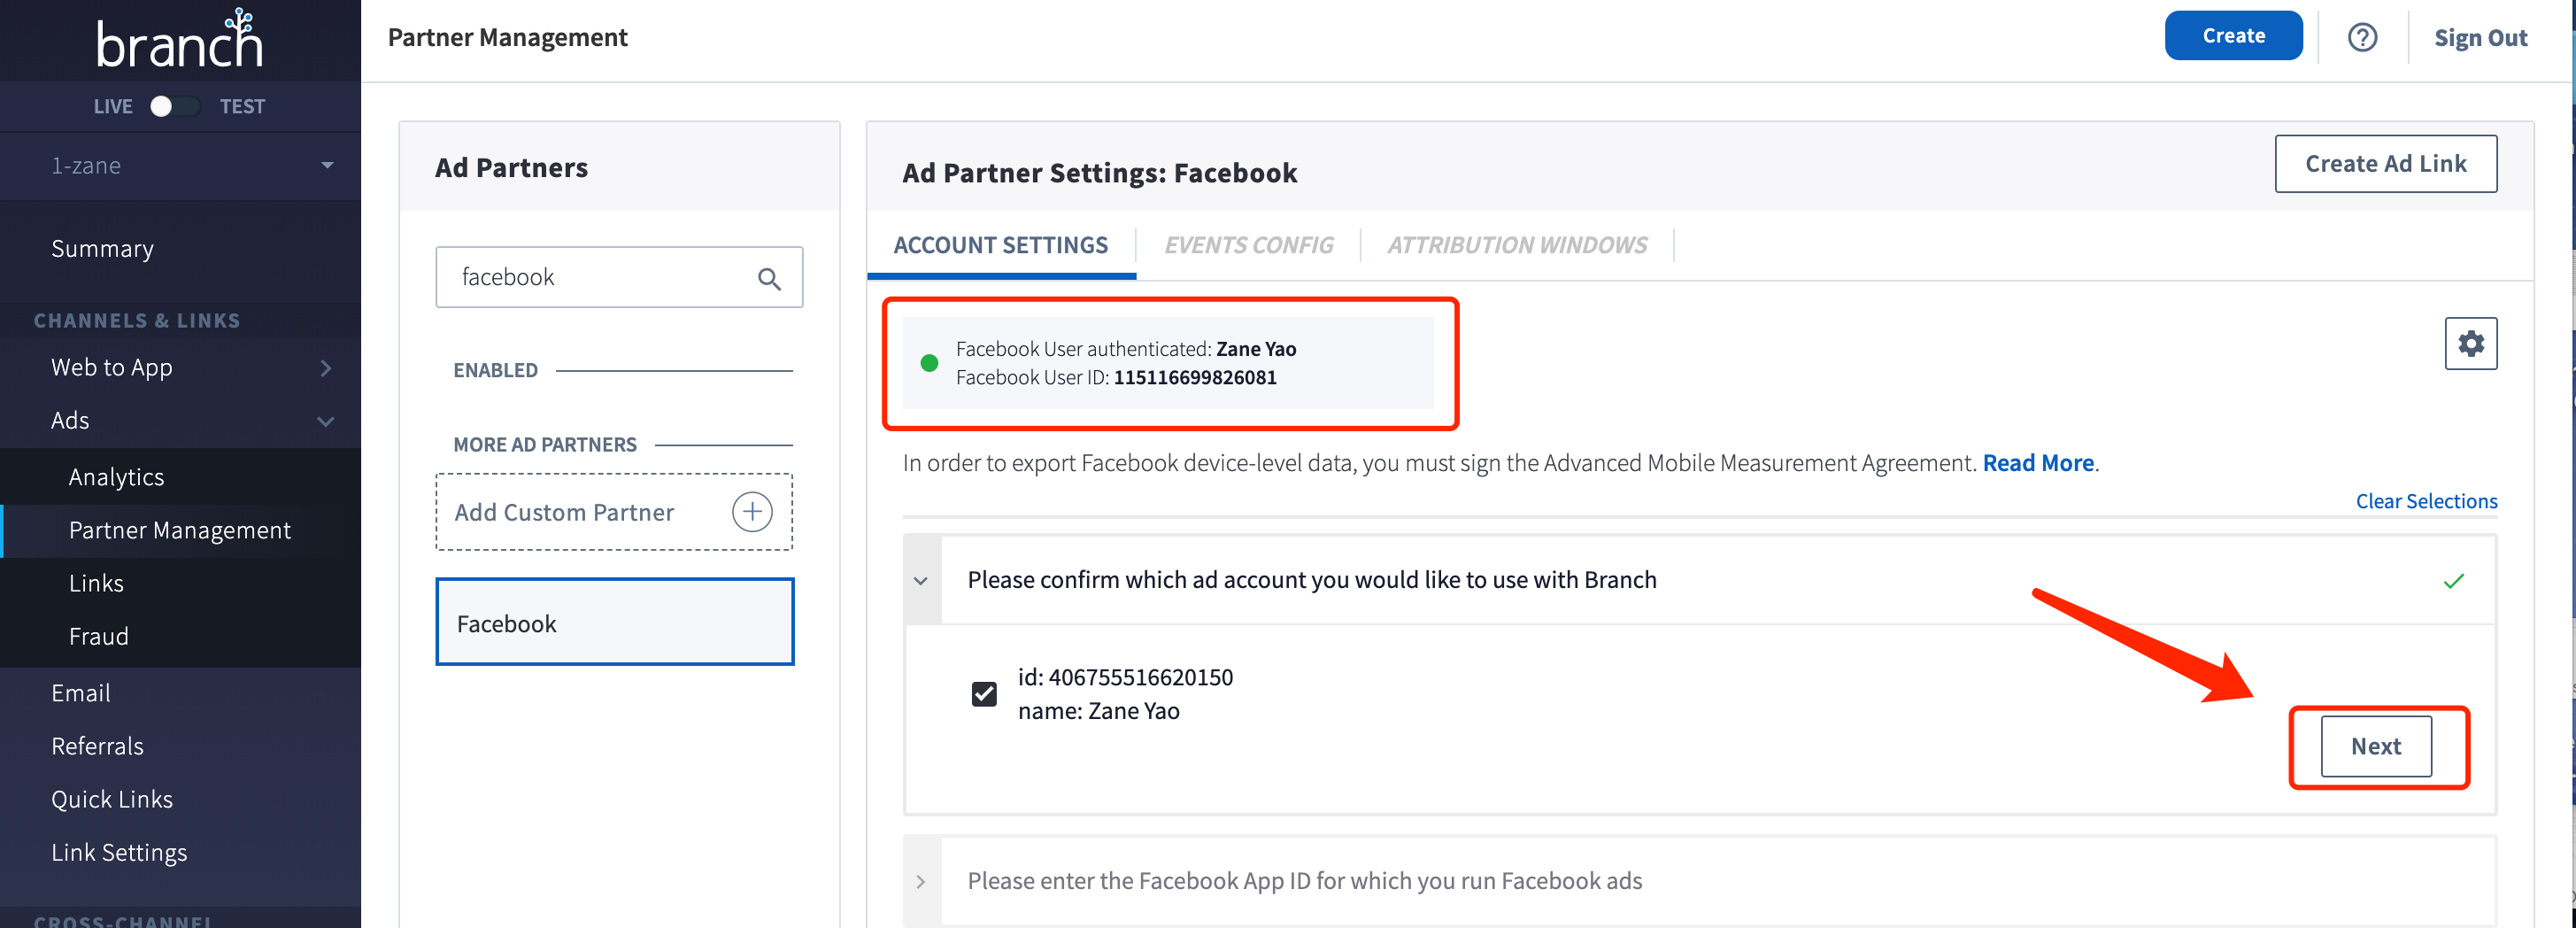 branch
LIVE TEST
1-zane
Summary
CHANNELS & LINKS
Web to App
Ads
Analytics
Partner Management
Links
Fraud
Email
Referrals
Quick Links
Link Settings
CROSS-CHANNEL
Partner Management
Create
?
Sign Out
Ad Partners
facebook
ENABLED
MORE AD PARTNERS
Add Custom Partner
Facebook
Ad Partner Settings: Facebook
Create Ad Link
ACCOUNT SETTINGS EVENTS CONFIG ATTRIBUTION WINDOWS
Facebook User authenticated: Zane Yao
Facebook User ID: 115116699826081
In order to export Facebook device-level data, you must sign the Advanced Mobile Measurement Agreement. Read More.
Clear Selections
Please confirm which ad account you would like to use with Branch
id: 406755516620150
name: Zane Yao
Next
Please enter the Facebook App ID for which you run Facebook ads